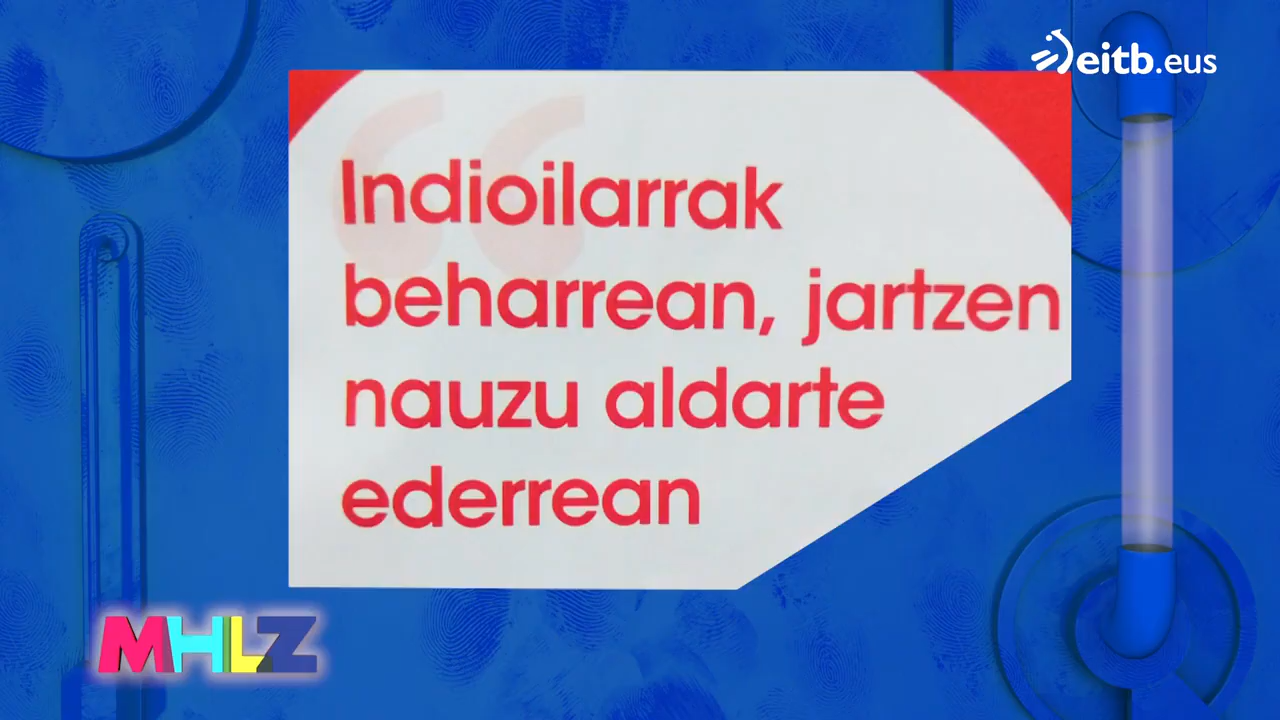 eitb.eus
Indioilarrak
beharrean, jartzen
nauzu aldarte
ederrean
MHLZ